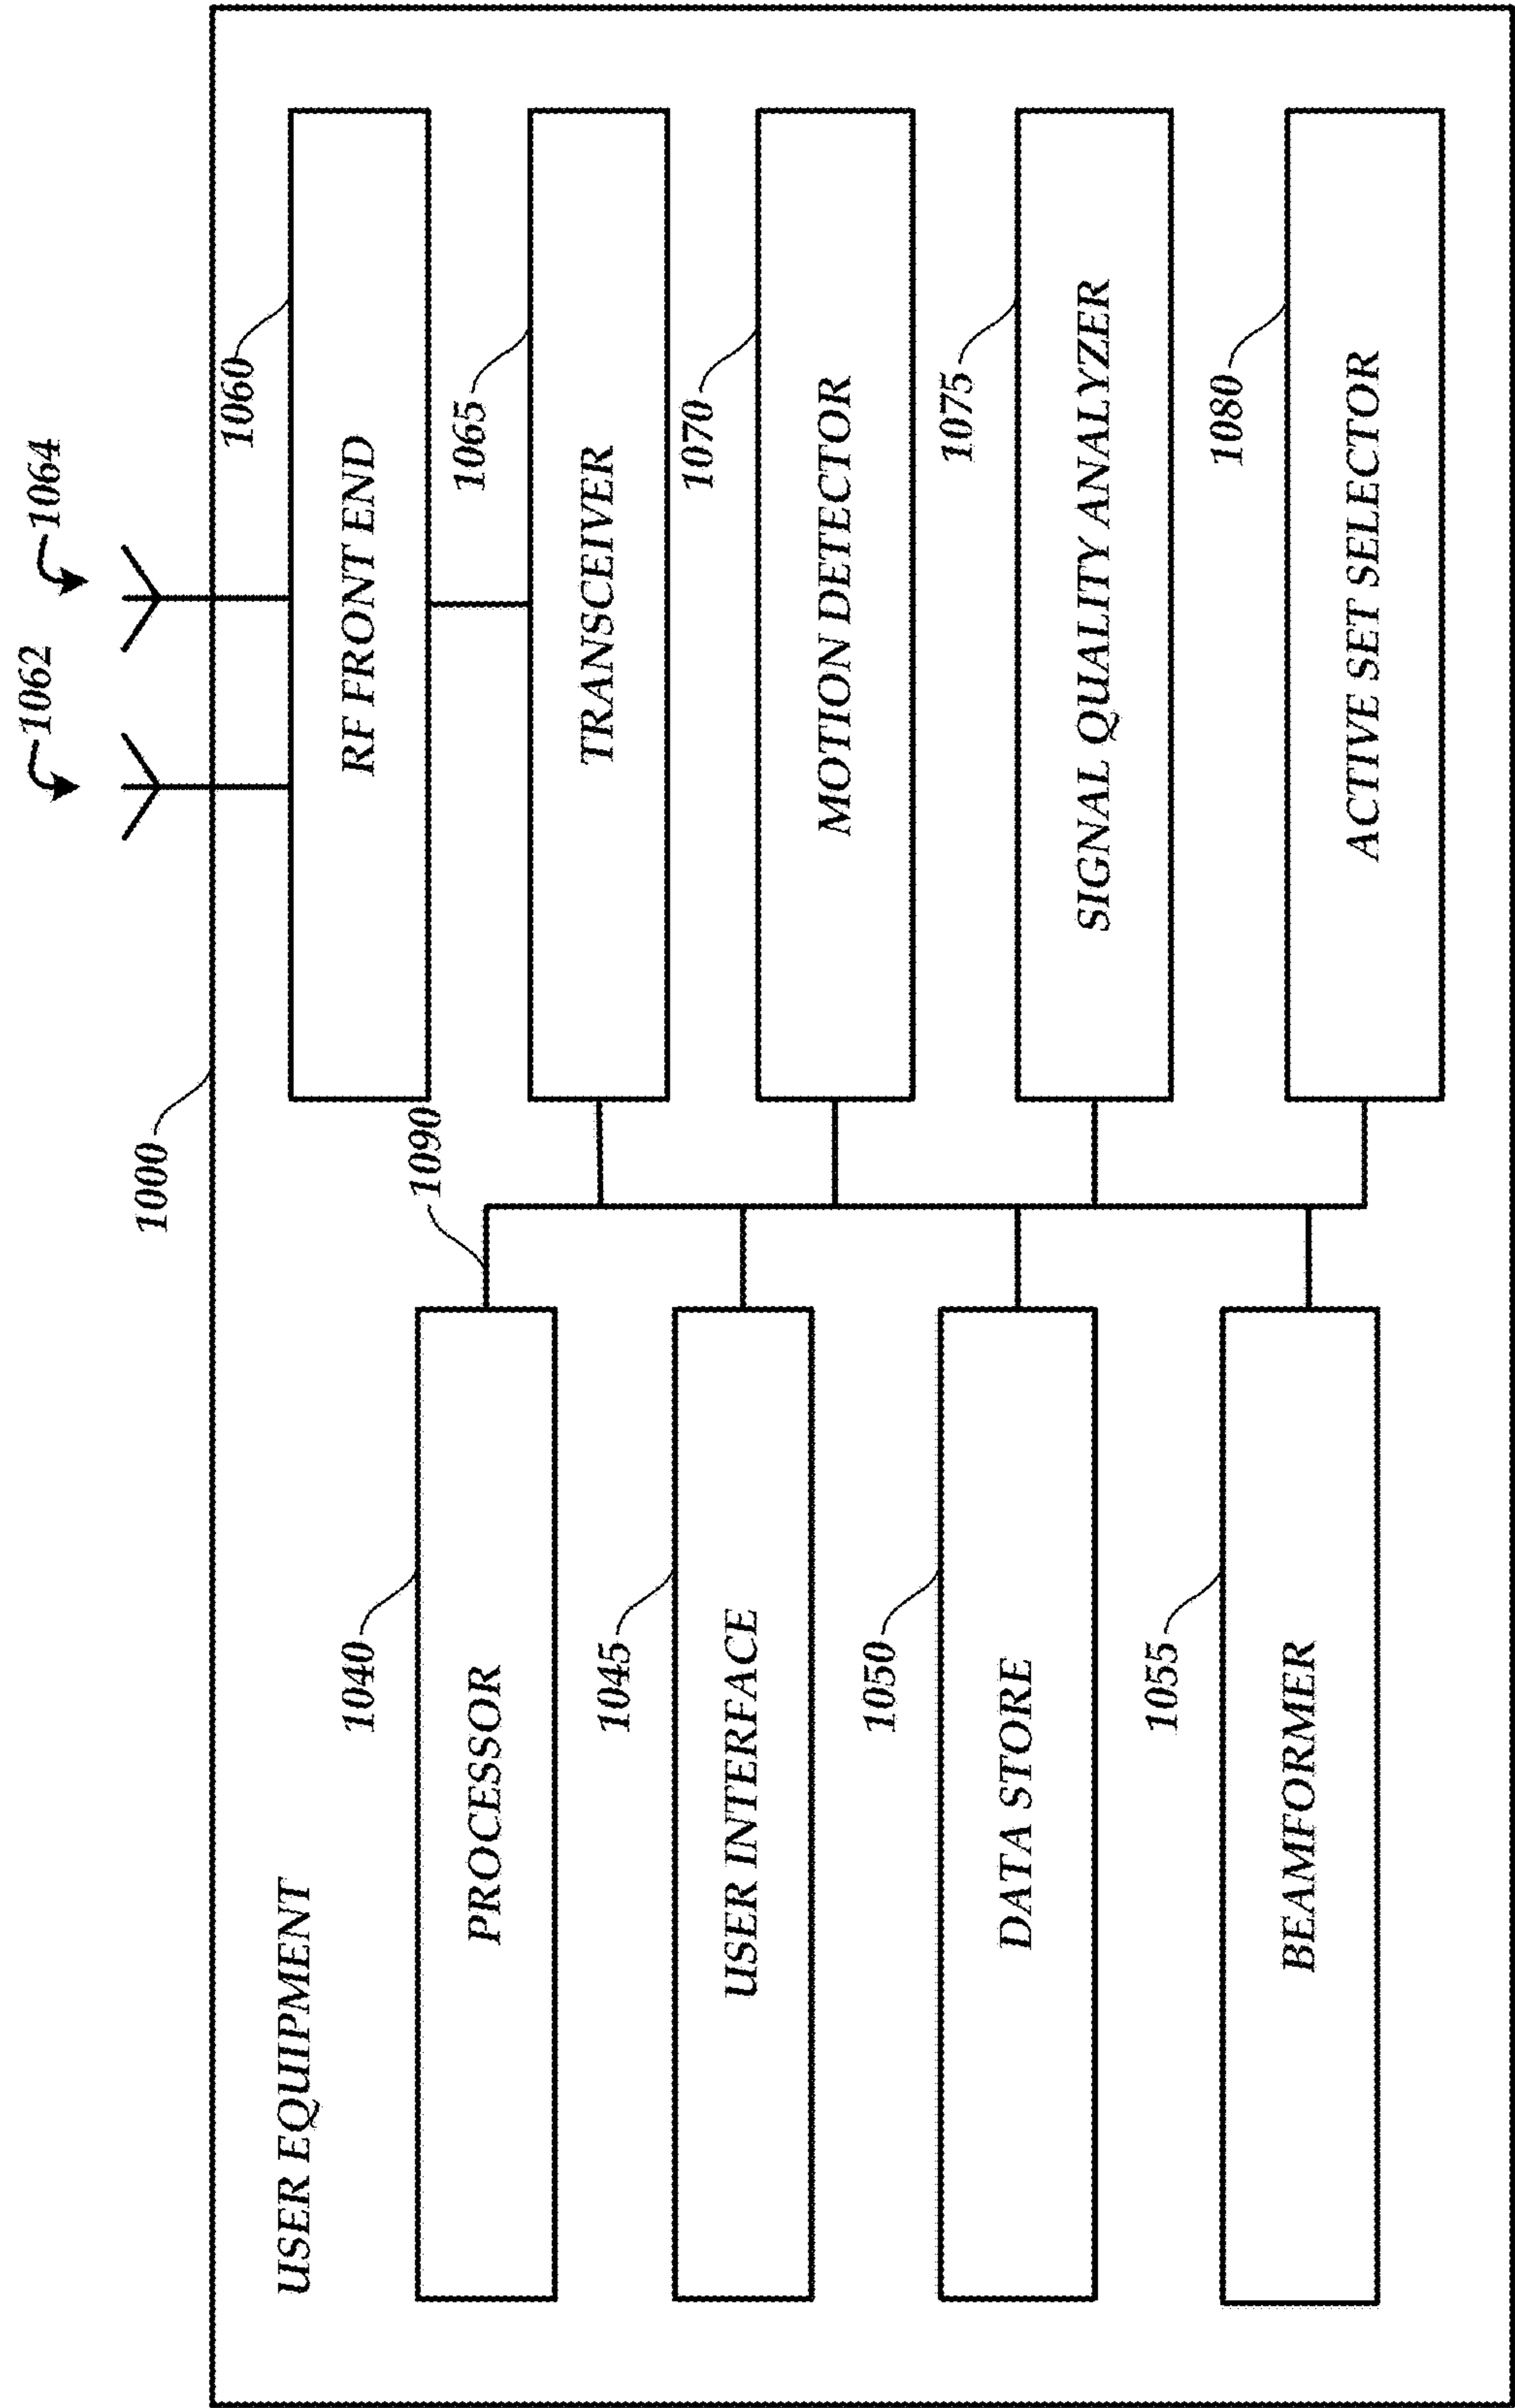 1062
1064
1000
USER EQUIPMENT
1060
RF FRONT END
1040
PROCESSOR
1090
1065
TRANSCEIVER
1045
USER INTERFACE
1070
MOTION DETECTOR
1050
DATA STORE
1075
SIGNAL QUALITY ANALYZER
1055
BEAMFORMER
1080
ACTIVE SET SELECTOR